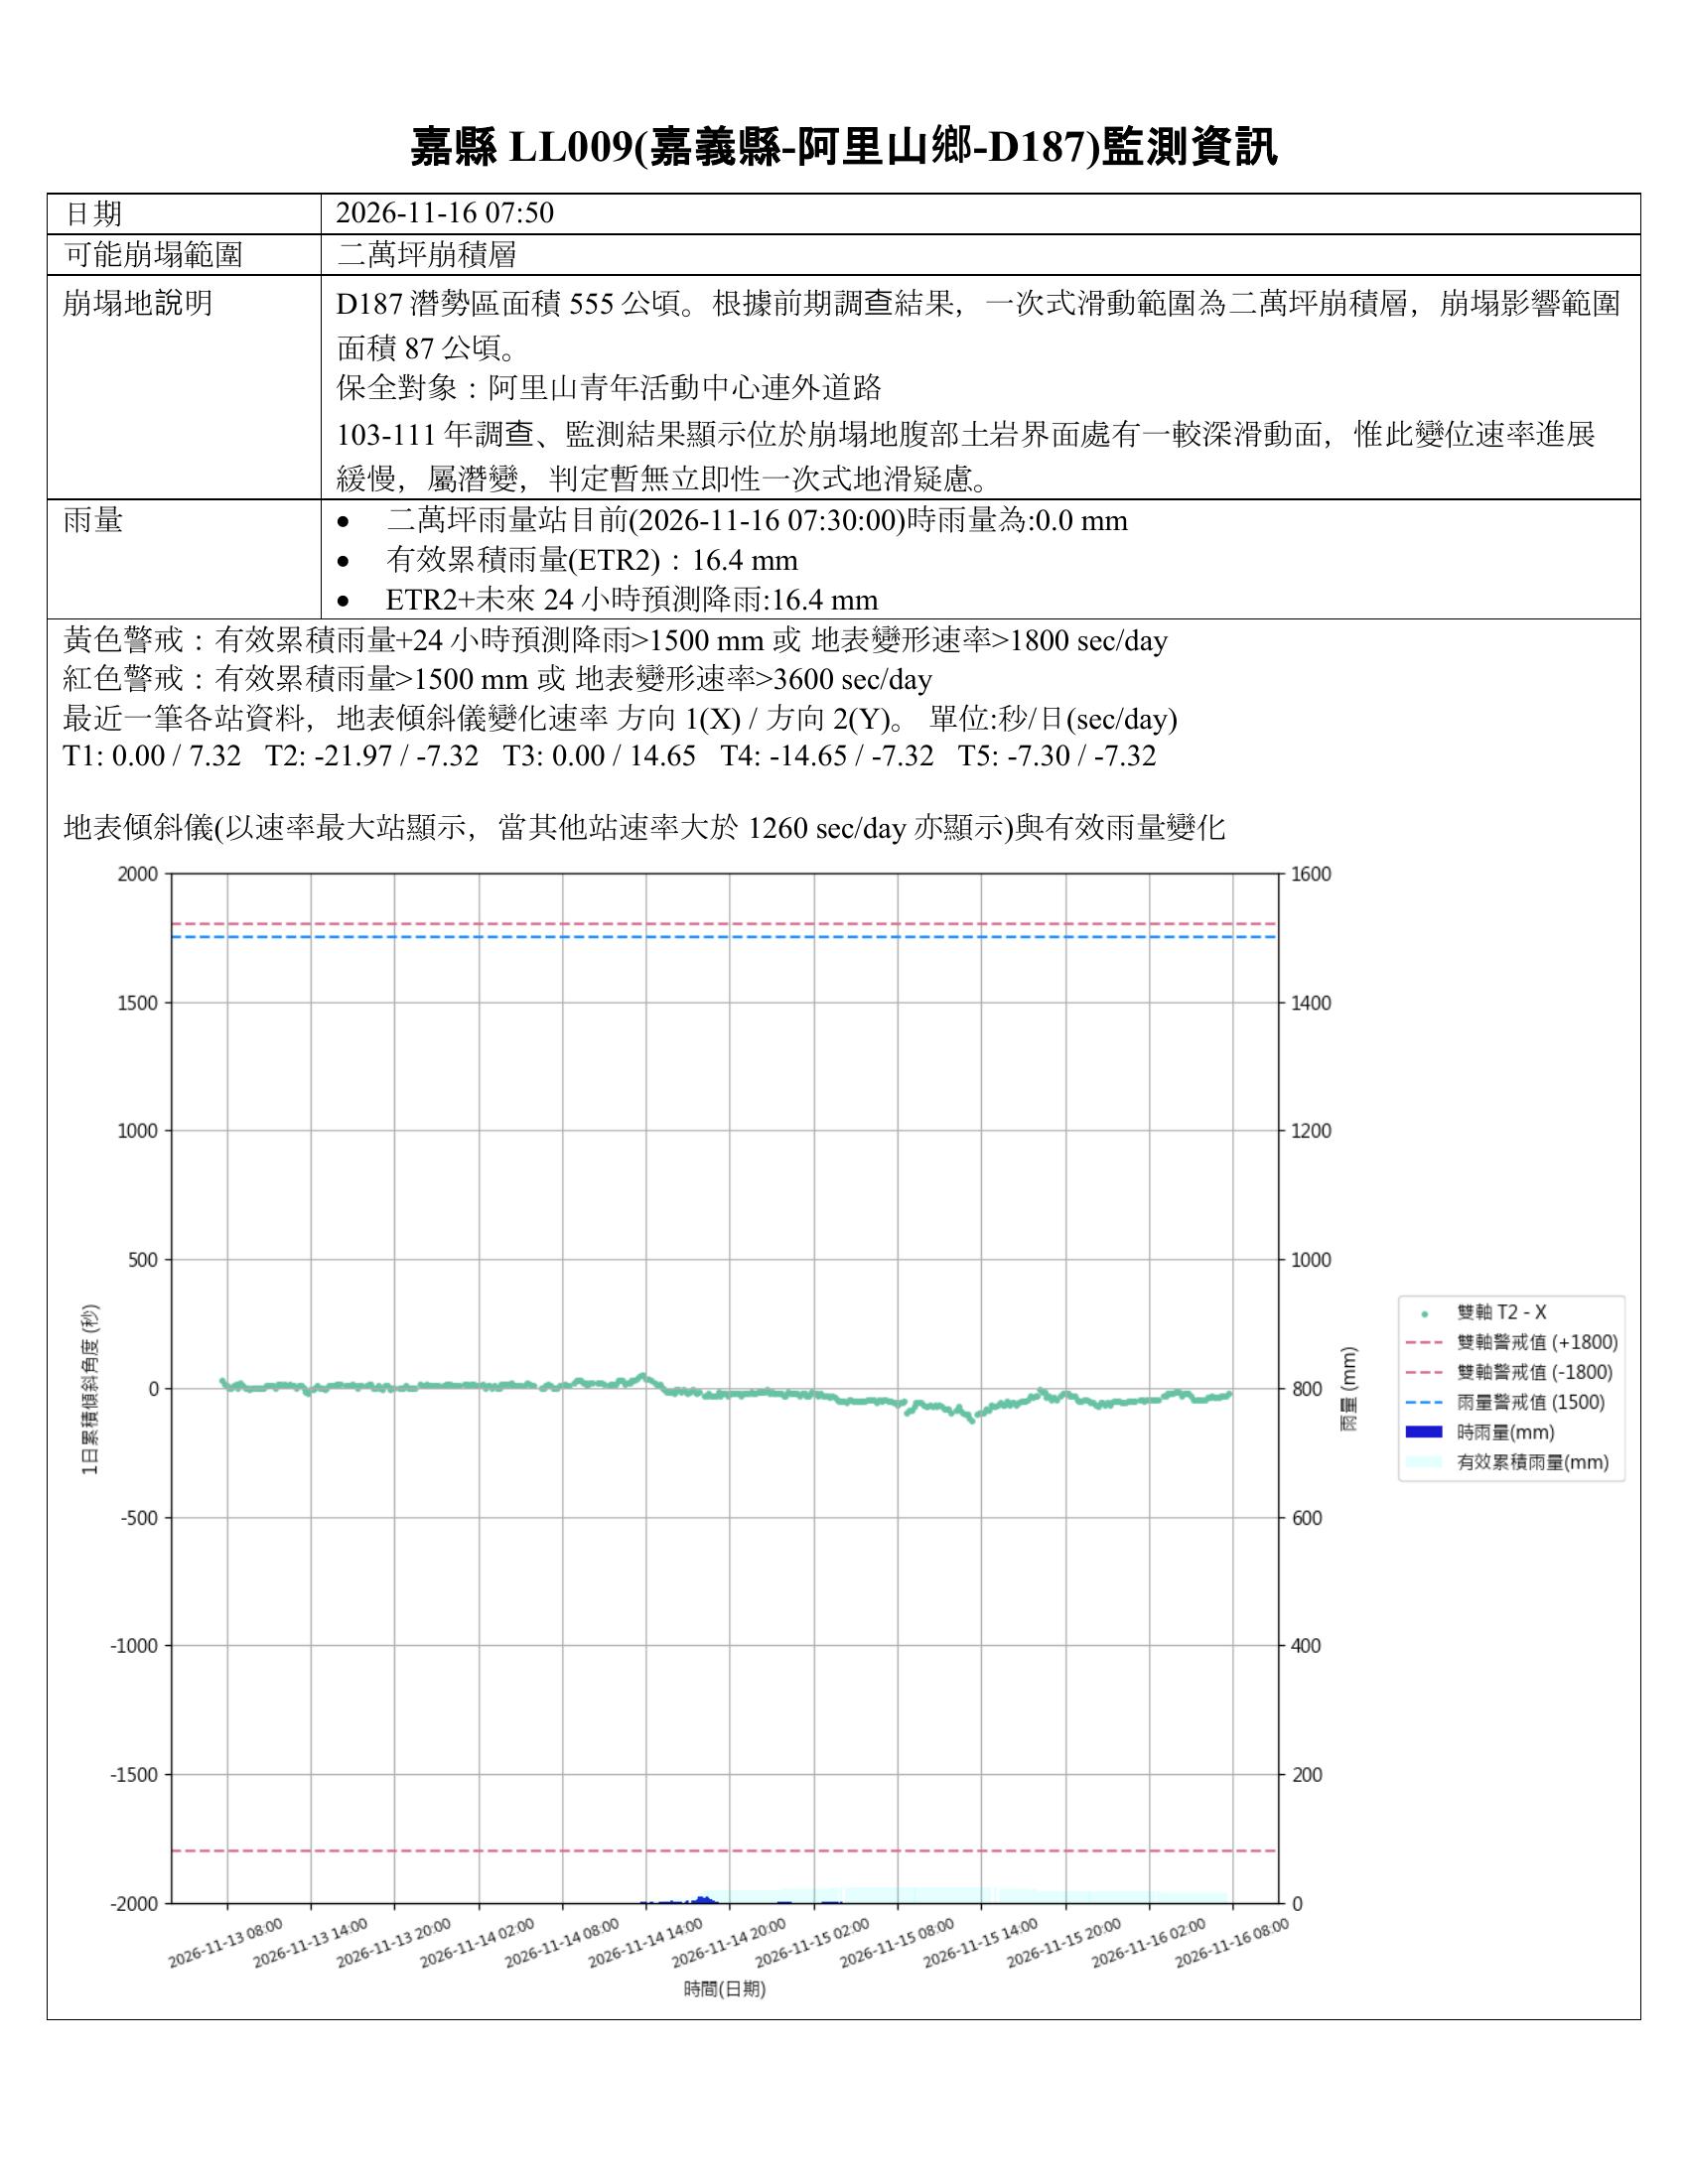 嘉縣 LL009(嘉義縣-阿里山鄉-D187)監測資訊
日期 2026-11-16 07:50
可能崩塌範圍 二萬坪崩積層
崩塌地說明 D187 潛勢區面積 555 公頃。根據前期調查結果，一次式滑動範圍為二萬坪崩積層，崩塌影響範圍
面積 87 公頃。
保全對象：阿里山青年活動中心連外道路
103-111 年調查、監測結果顯示位於崩塌地腹部土岩界面處有一較深滑動面，惟此變位速率進展
緩慢，屬潛變，判定暫無立即性一次式地滑疑慮。
雨量 • 二萬坪雨量站目前(2026-11-16 07:30:00)時雨量為:0.0 mm
• 有效累積雨量(ETR2)：16.4 mm
• ETR2+未來 24 小時預測降雨:16.4 mm
黃色警戒：有效累積雨量+24 小時預測降雨>1500 mm 或 地表變形速率>1800 sec/day
紅色警戒：有效累積雨量>1500 mm 或 地表變形速率>3600 sec/day
最近一筆各站資料，地表傾斜儀變化速率 方向 1(X) / 方向 2(Y)。 單位:秒/日(sec/day)
T1: 0.00 / 7.32 T2: -21.97 / -7.32 T3: 0.00 / 14.65 T4: -14.65 / -7.32 T5: -7.30 / -7.32
地表傾斜儀(以速率最大站顯示，當其他站速率大於 1260 sec/day 亦顯示)與有效雨量變化
2000
1500
1000
500
0
-500
-1000
-1500
-2000
1日累積傾斜角度 (秒)
1600
1400
1200
1000
800
600
400
200
0
雨量 (mm)
雙軸 T2 - X
雙軸警戒值 (+1800)
雙軸警戒值 (-1800)
雨量警戒值 (1500)
時雨量(mm)
有效累積雨量(mm)
2026-11-13 08:00
2026-11-13 14:00
2026-11-13 20:00
2026-11-14 02:00
2026-11-14 08:00
2026-11-14 14:00
2026-11-14 20:00
2026-11-15 02:00
2026-11-15 08:00
2026-11-15 14:00
2026-11-15 20:00
2026-11-16 02:00
2026-11-16 08:00
時間(日期)